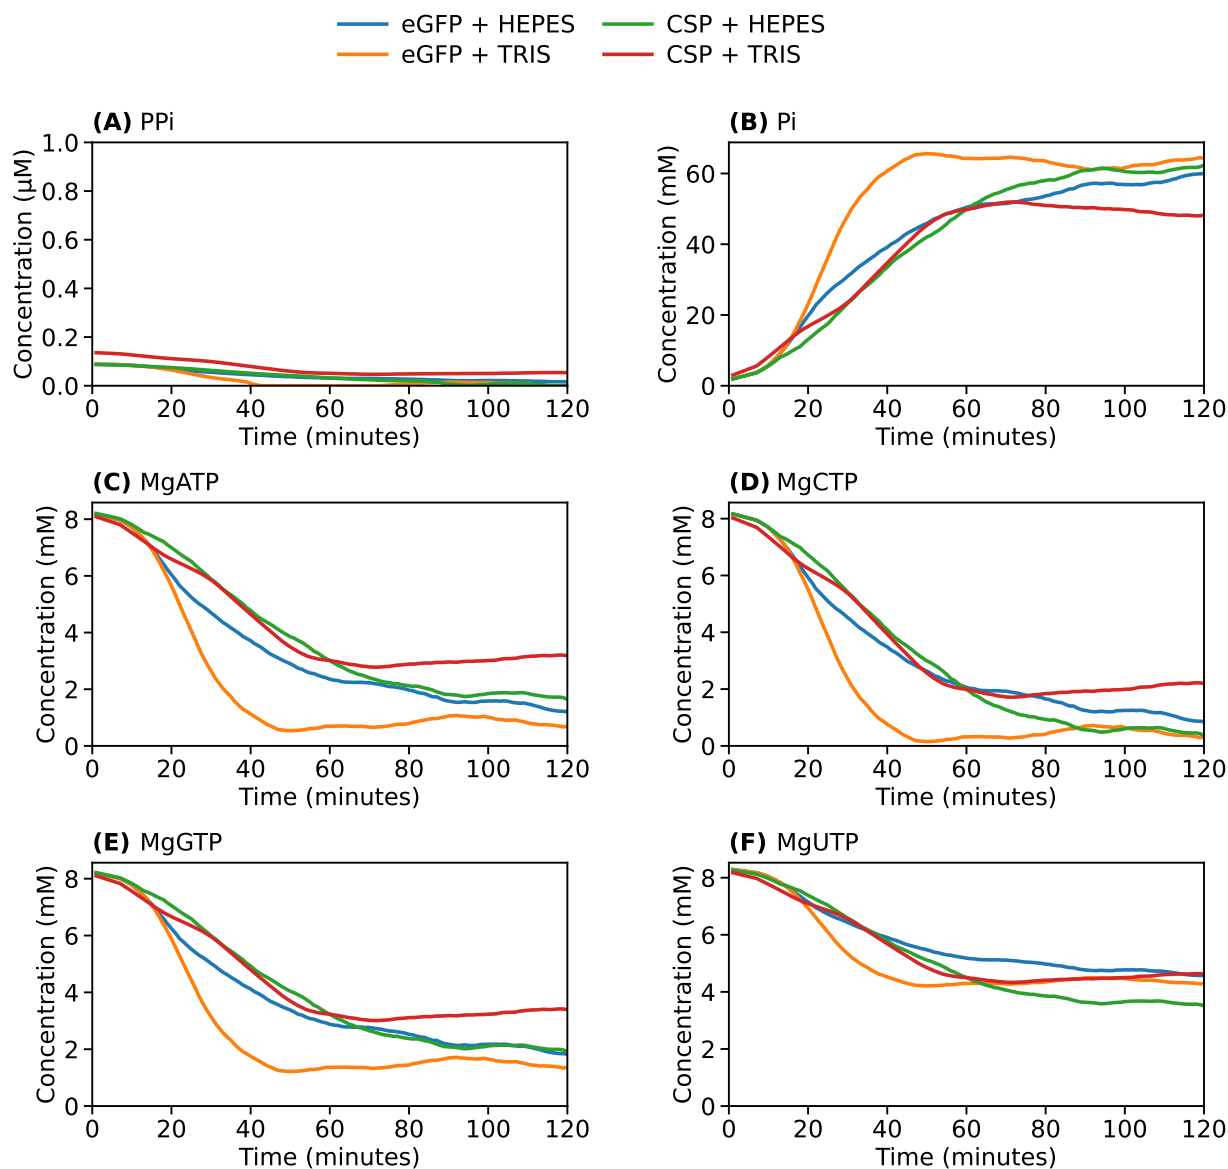 eGFP + HEPES
eGFP + TRIS
CSP + HEPES
CSP + TRIS
(A) PPi
Concentration (μM)
1.0
0.8
0.6
0.4
0.2
0.0
0 20 40 60 80 100 120
Time (minutes)
(B) Pi
Concentration (mM)
60
40
20
0
0 20 40 60 80 100 120
Time (minutes)
(C) MgATP
Concentration (mM)
8
6
4
2
0
0 20 40 60 80 100 120
Time (minutes)
(D) MgCTP
Concentration (mM)
8
6
4
2
0
0 20 40 60 80 100 120
Time (minutes)
(E) MgGTP
Concentration (mM)
8
6
4
2
0
0 20 40 60 80 100 120
Time (minutes)
(F) MgUTP
Concentration (mM)
8
6
4
2
0
0 20 40 60 80 100 120
Time (minutes)